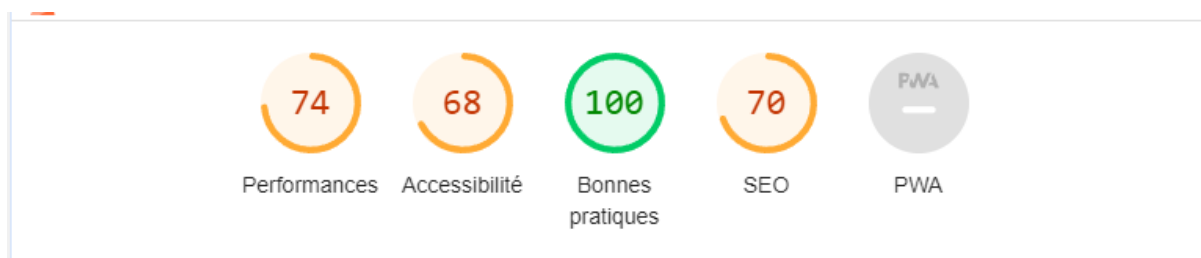 74 68 100 70 PWA
Performances Accessibilité Bonnes pratiques SEO PWA